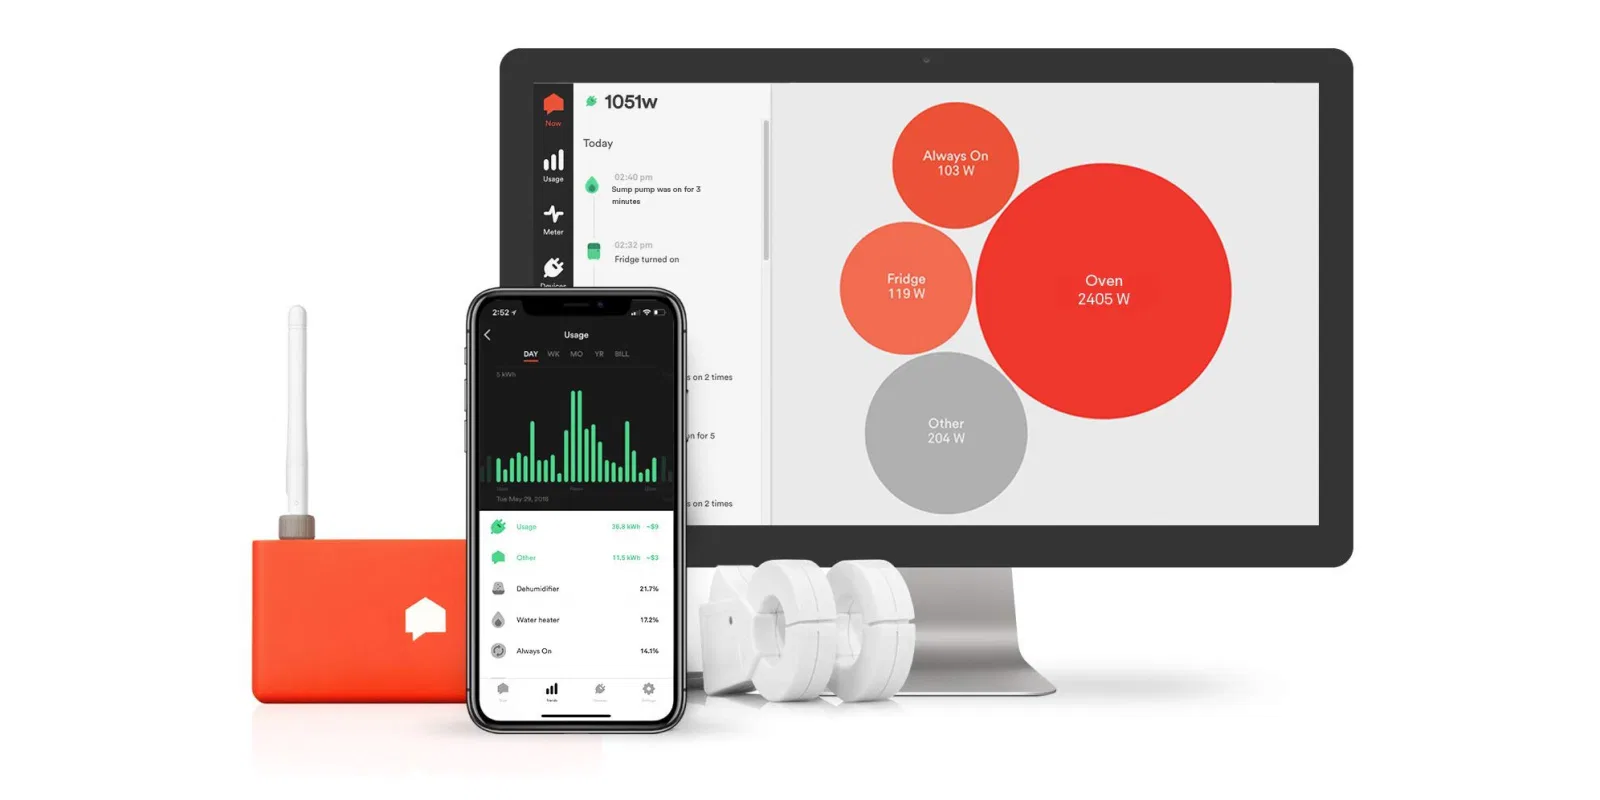 1051w
Now
Today
Usage
02:40 pm
Sump pump was on for 3
minutes
Meter
02:32 pm
Fridge turned on
Devices
s on 2 times
on for 5
s on 2 times
Always On
103 W
Fridge
119 W
Oven
2405 W
Other
204 W
2:52
Usage
DAY WK MO YR BILL
5 kWh
Tue May 29, 2018
Usage 36.8 kWh ~$9
Other 11.5 kWh ~$3
Dehumidifier 21.7%
Water heater 17.2%
Always On 14.1%
Trends